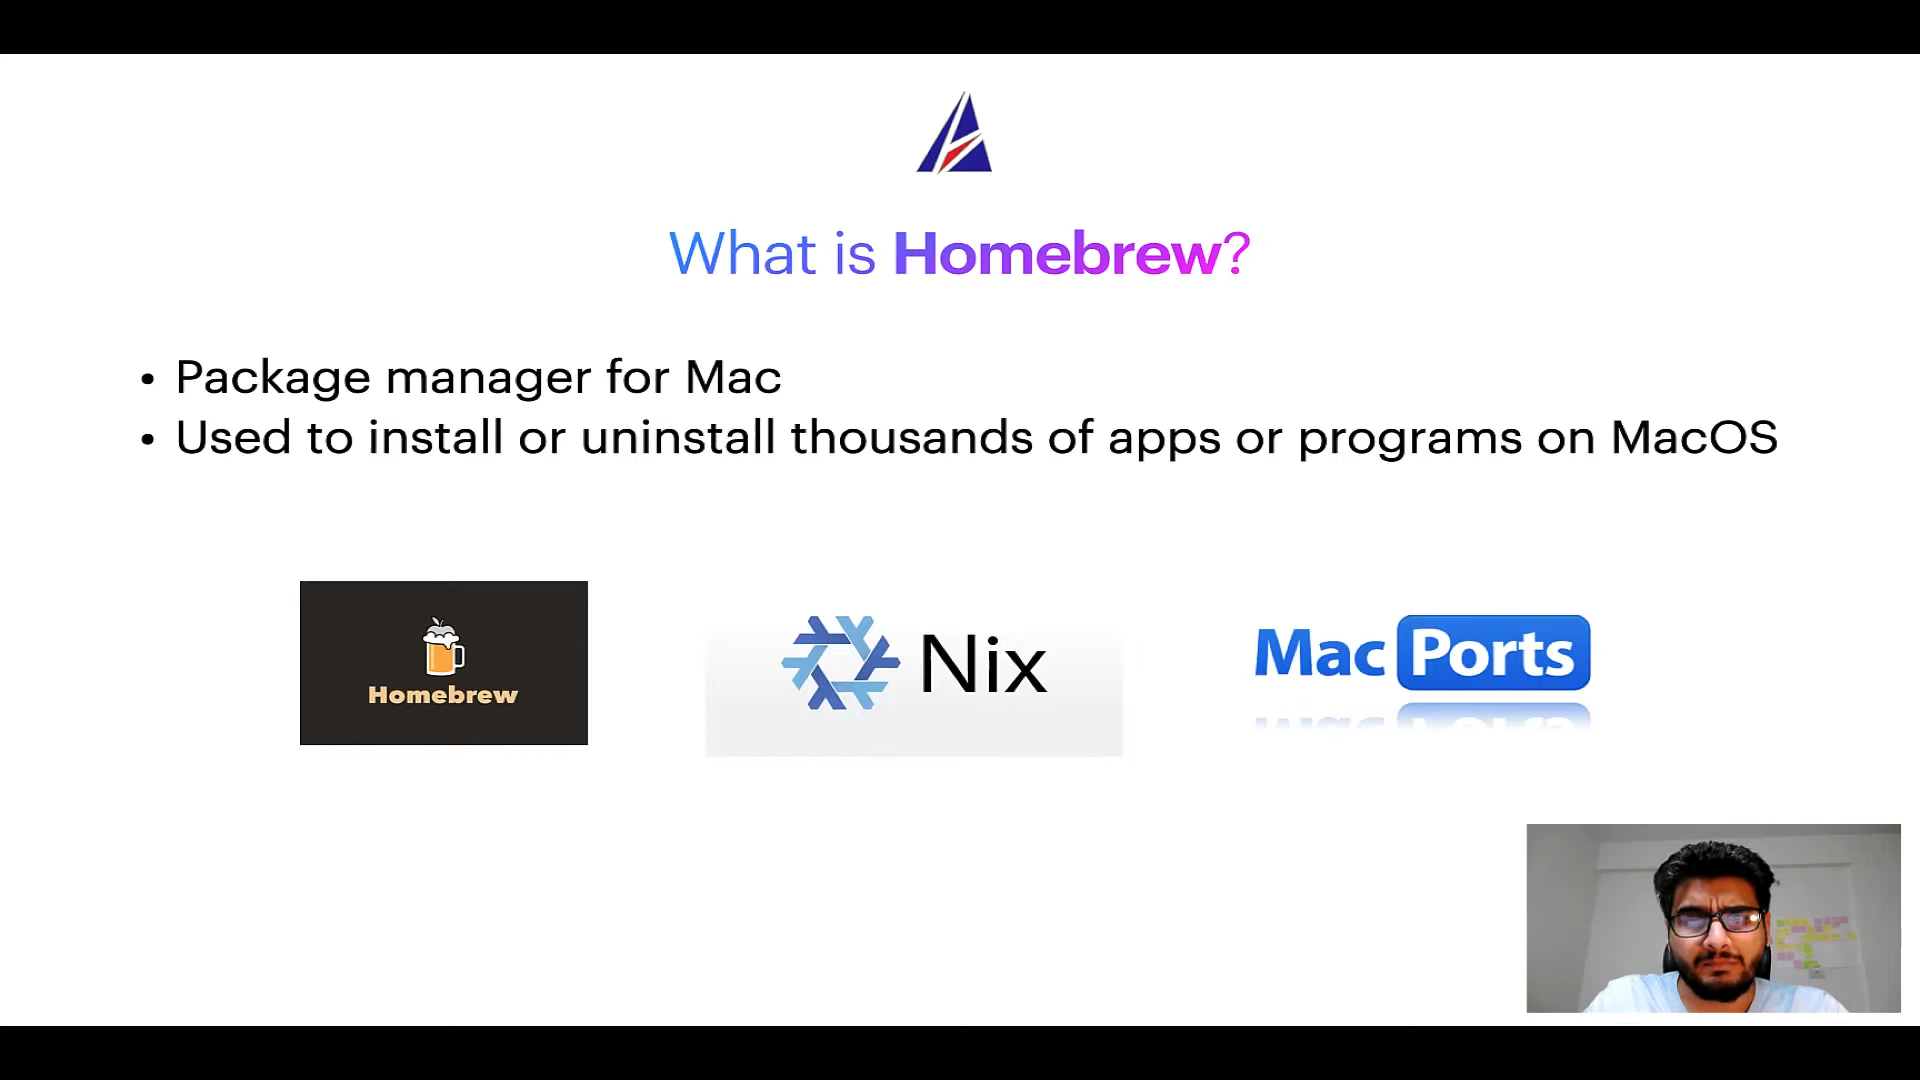 What is Homebrew?
• Package manager for Mac
• Used to install or uninstall thousands of apps or programs on MacOS
Homebrew
Nix
MacPorts